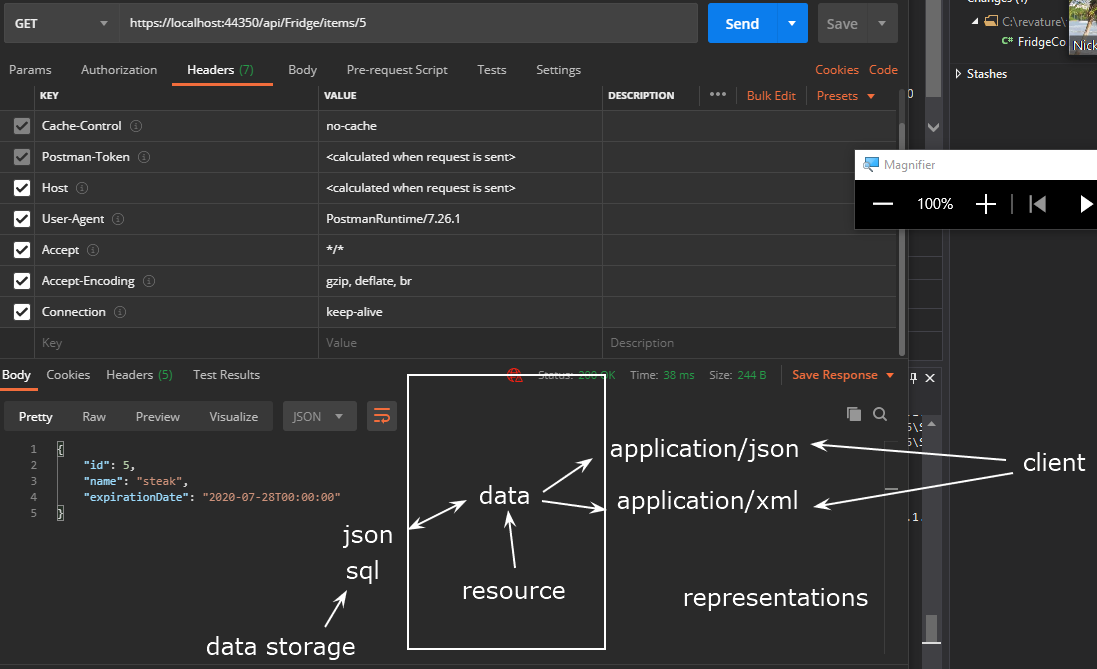 GET https://localhost:44350/api/Fridge/items/5 Send Save
Changes (1)
C:\revature\
C# FridgeCo
Nick
Stashes
Params Authorization Headers (7) Body Pre-request Script Tests Settings Cookies Code
KEY VALUE DESCRIPTION ••• Bulk Edit Presets
Cache-Control no-cache
Postman-Token <calculated when request is sent>
Host <calculated when request is sent>
User-Agent PostmanRuntime/7.26.1
Accept */*
Accept-Encoding gzip, deflate, br
Connection keep-alive
Key Value Description
Magnifier
100%
Body Cookies Headers (5) Test Results Status: 200 OK Time: 38 ms Size: 244 B Save Response
Pretty Raw Preview Visualize JSON
1 {
2 "id": 5,
3 "name": "steak",
4 "expirationDate": "2020-07-28T00:00:00"
5 }
application/json
client
data
application/xml
json
sql
resource
representations
data storage